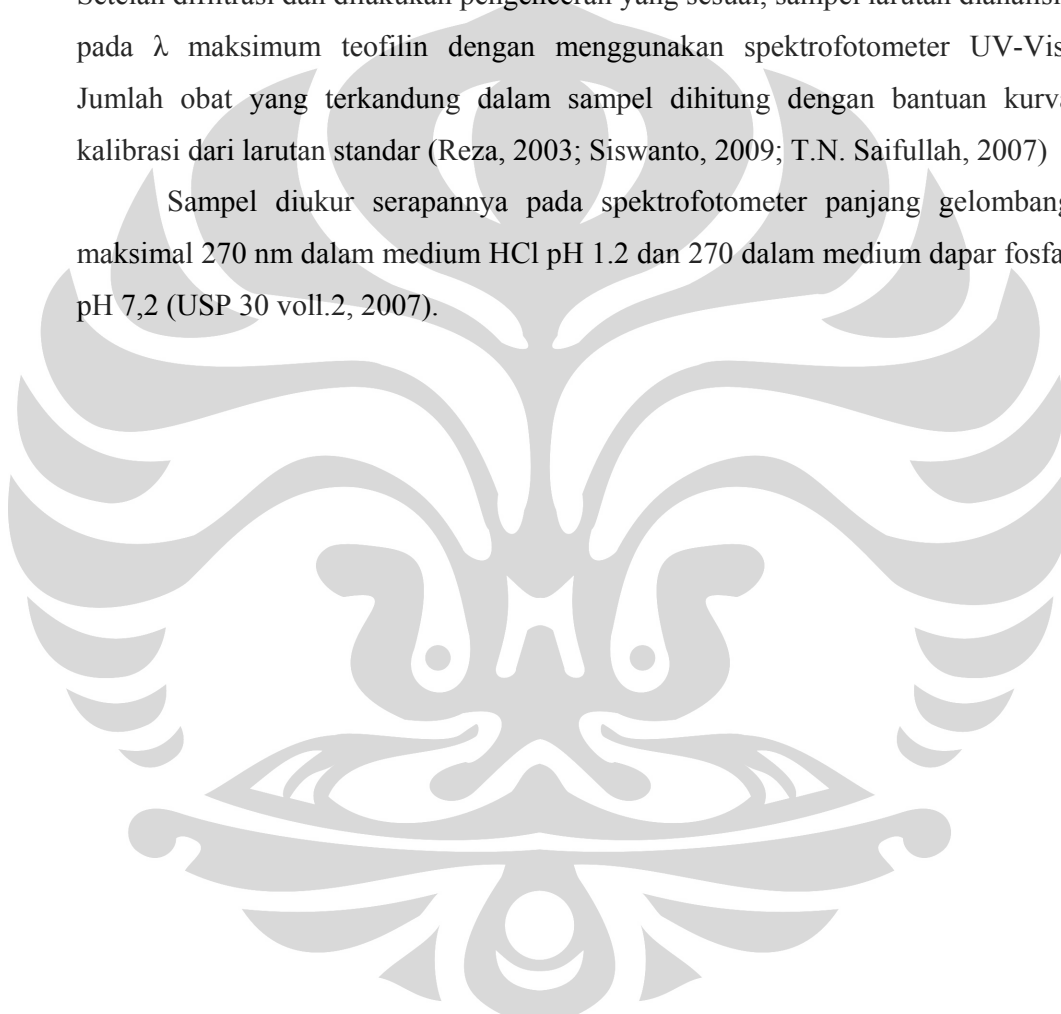 Setelah difiltrasi dan dilakukan pengenceran yang sesuai, sampel larutan dianalisi
pada λ maksimum teofilin dengan menggunakan spektrofotometer UV-Vis
Jumlah obat yang terkandung dalam sampel dihitung dengan bantuan kurva
kalibrasi dari larutan standar (Reza, 2003; Siswanto, 2009; T.N. Saifullah, 2007)
Sampel diukur serapannya pada spektrofotometer panjang gelombang
maksimal 270 nm dalam medium HCl pH 1.2 dan 270 dalam medium dapar fosfa
pH 7,2 (USP 30 voll.2, 2007).